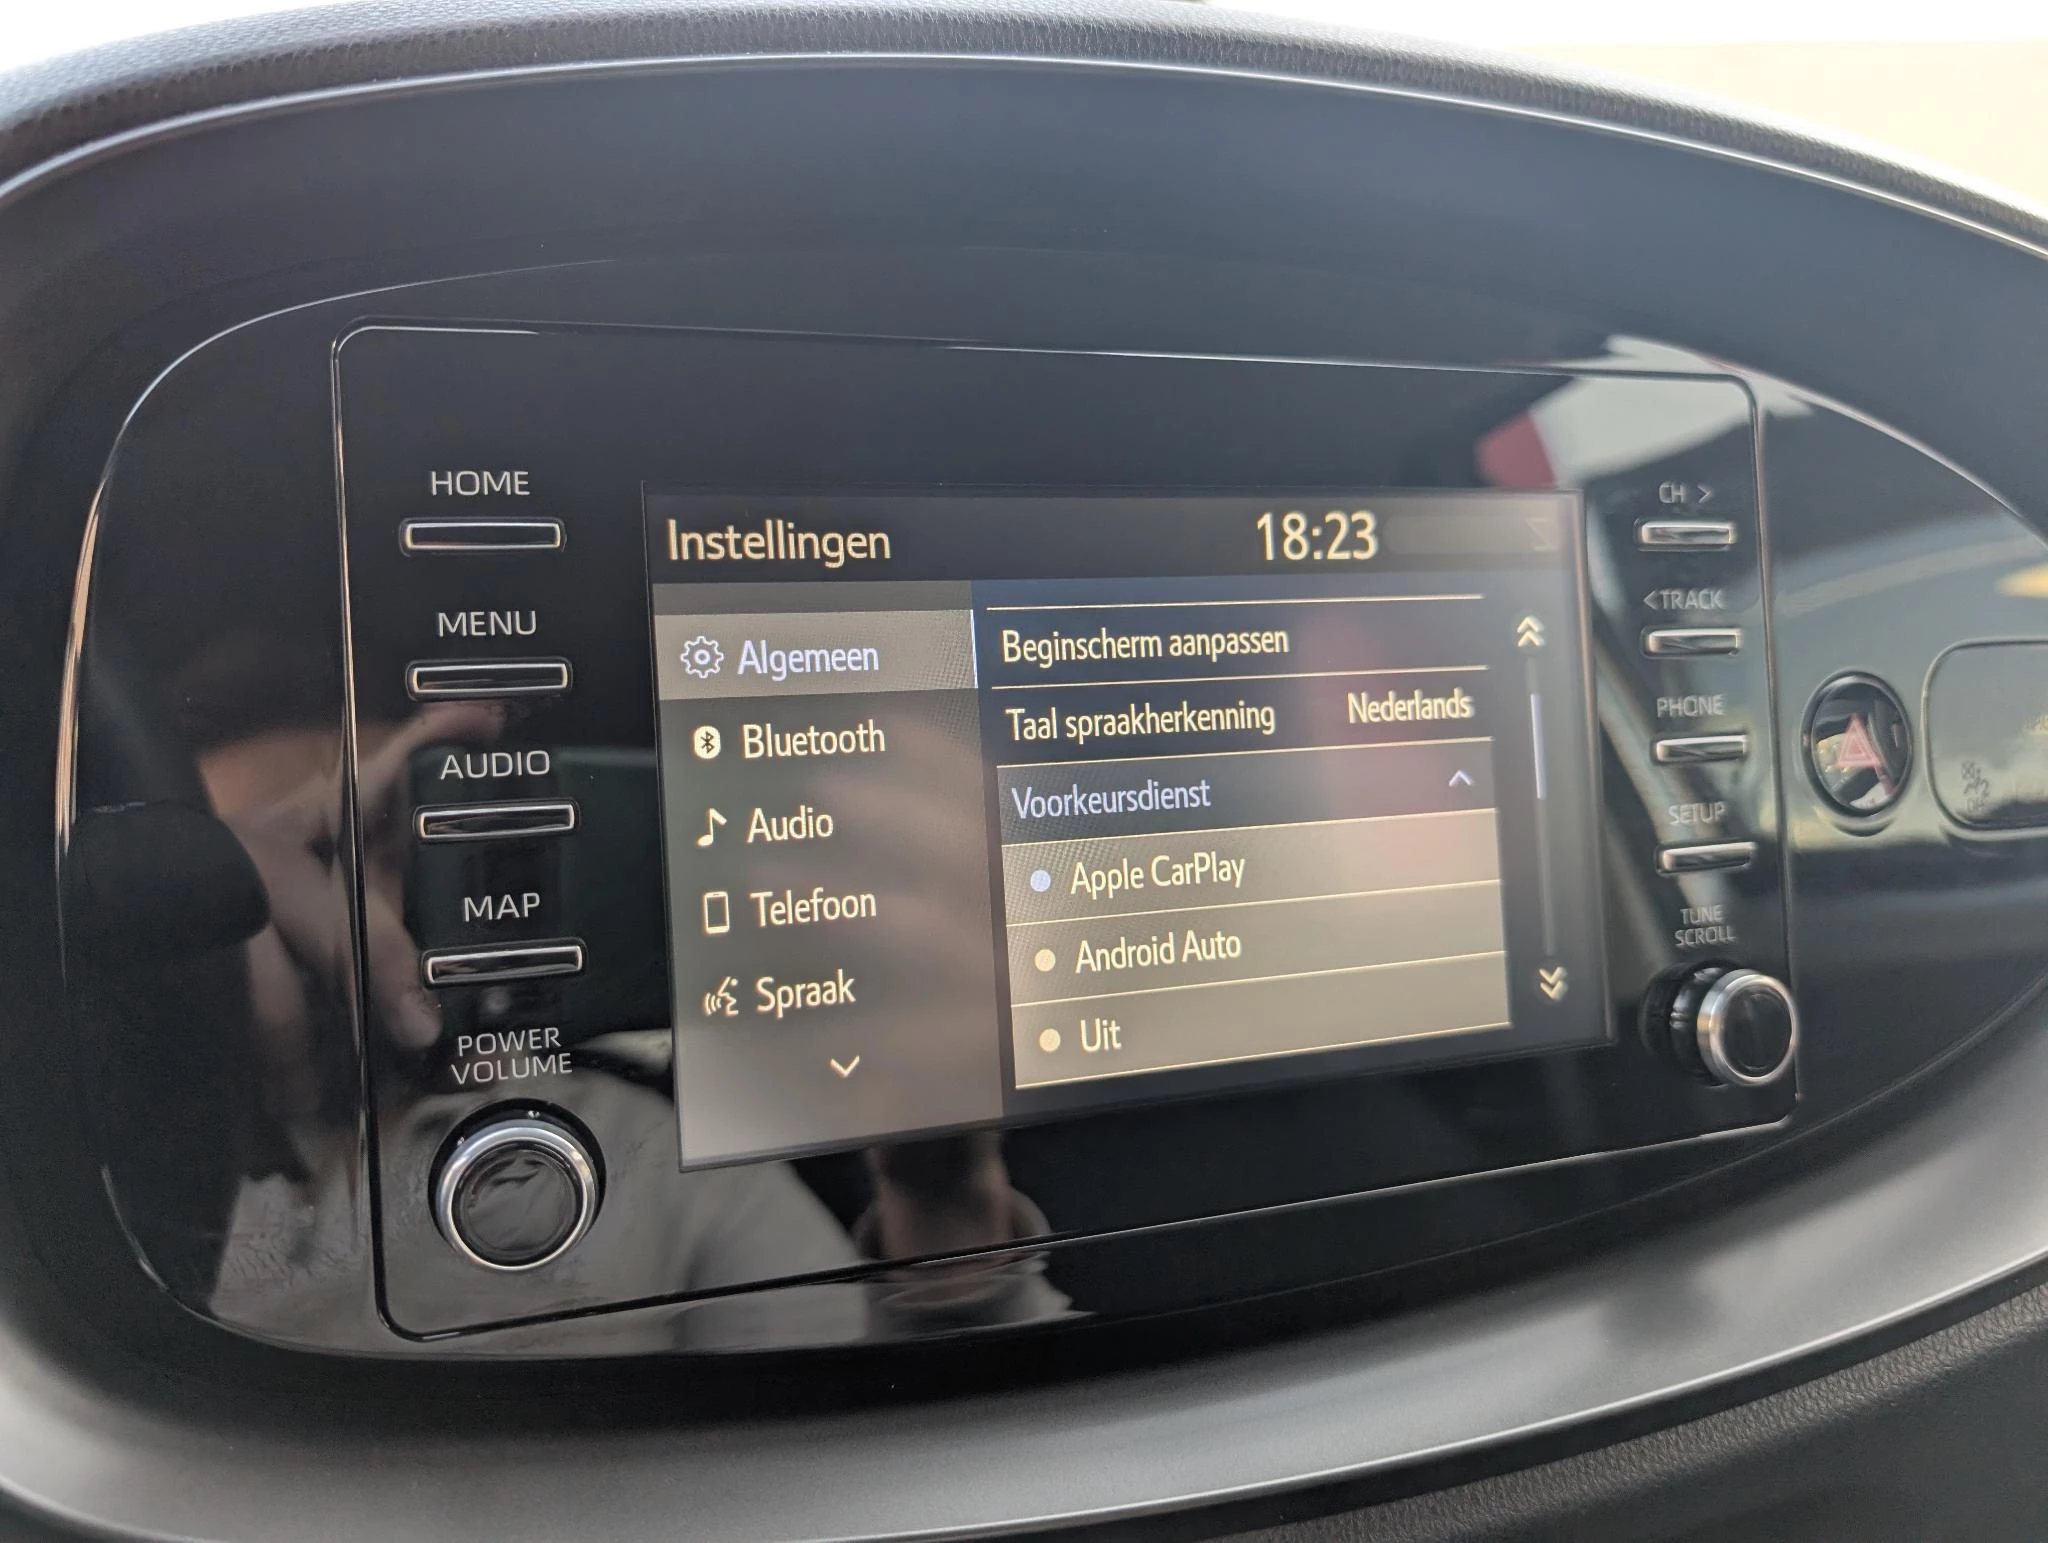 HOME
MENU
AUDIO
MAP
POWER
VOLUME
Instellingen 18:23
Algemeen
Bluetooth
Audio
Telefoon
Spraak
Beginscherm aanpassen
Taal spraakherkenning Nederlands
Voorkeursdienst
Apple CarPlay
Android Auto
Uit
CH >
<TRACK
PHONE
SETUP
TUNE
SCROLL